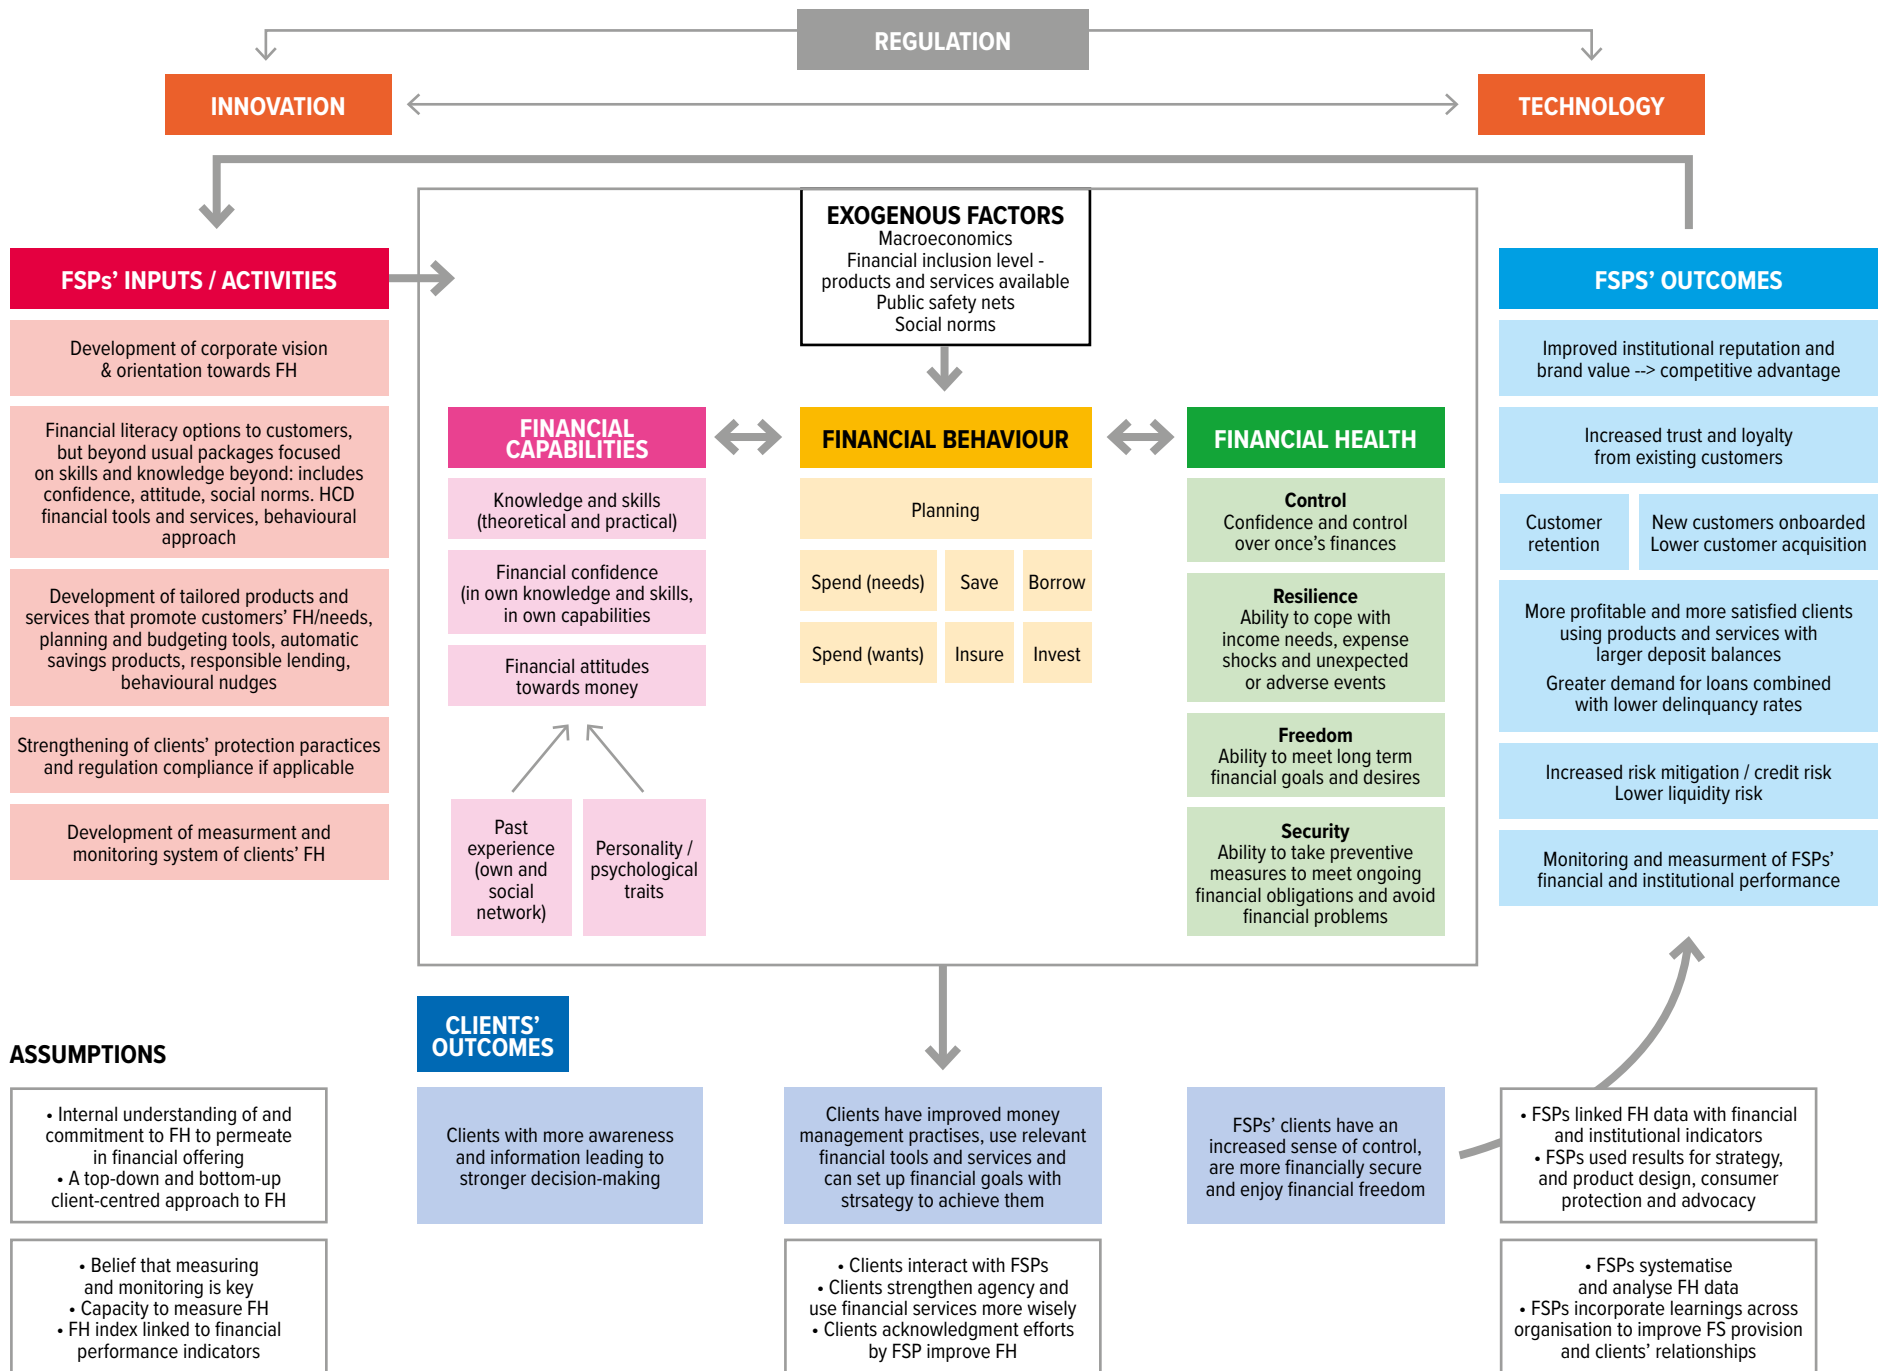 REGULATION
INNOVATION
TECHNOLOGY
EXOGENOUS FACTORS
Macroeconomics
Financial inclusion level -
products and services available
Public safety nets
Social norms
FSPs' INPUTS / ACTIVITIES
Development of corporate vision
& orientation towards FH
Financial literacy options to customers,
but beyond usual packages focused
on skills and knowledge beyond: includes
confidence, attitude, social norms. HCD
financial tools and services, behavioural
approach
Development of tailored products and
services that promote customers' FH/needs,
planning and budgeting tools, automatic
savings products, responsible lending,
behavioural nudges
Strengthening of clients' protection paractices
and regulation compliance if applicable
Development of measurment and
monitoring system of clients' FH
FINANCIAL
CAPABILITIES
Knowledge and skills
(theoretical and practical)
Financial confidence
(in own knowledge and skills,
in own capabilities
Financial attitudes
towards money
Past
experience
(own and
social
network)
Personality /
psychological
traits
FINANCIAL BEHAVIOUR
Planning
Spend (needs)
Save
Borrow
Spend (wants)
Insure
Invest
FINANCIAL HEALTH
Control
Confidence and control
over once's finances
Resilience
Ability to cope with
income needs, expense
shocks and unexpected
or adverse events
Freedom
Ability to meet long term
financial goals and desires
Security
Ability to take preventive
measures to meet ongoing
financial obligations and avoid
financial problems
FSPS' OUTCOMES
Improved institutional reputation and
brand value --> competitive advantage
Increased trust and loyalty
from existing customers
Customer
retention
New customers onboarded
Lower customer acquisition
More profitable and more satisfied clients
using products and services with
larger deposit balances
Greater demand for loans combined
with lower delinquancy rates
Increased risk mitigation / credit risk
Lower liquidity risk
Monitoring and measurment of FSPs'
financial and institutional performance
ASSUMPTIONS
• Internal understanding of and
commitment to FH to permeate
in financial offering
• A top-down and bottom-up
client-centred approach to FH
• Belief that measuring
and monitoring is key
• Capacity to measure FH
• FH index linked to financial
performance indicators
CLIENTS'
OUTCOMES
Clients with more awareness
and information leading to
stronger decision-making
Clients have improved money
management practises, use relevant
financial tools and services and
can set up financial goals with
strsategy to achieve them
• Clients interact with FSPs
• Clients strengthen agency and
use financial services more wisely
• Clients acknowledgment efforts
by FSP improve FH
FSPs' clients have an
increased sense of control,
are more financially secure
and enjoy financial freedom
• FSPs linked FH data with financial
and institutional indicators
• FSPs used results for strategy,
and product design, consumer
protection and advocacy
• FSPs systematise
and analyse FH data
• FSPs incorporate learnings across
organisation to improve FS provision
and clients' relationships